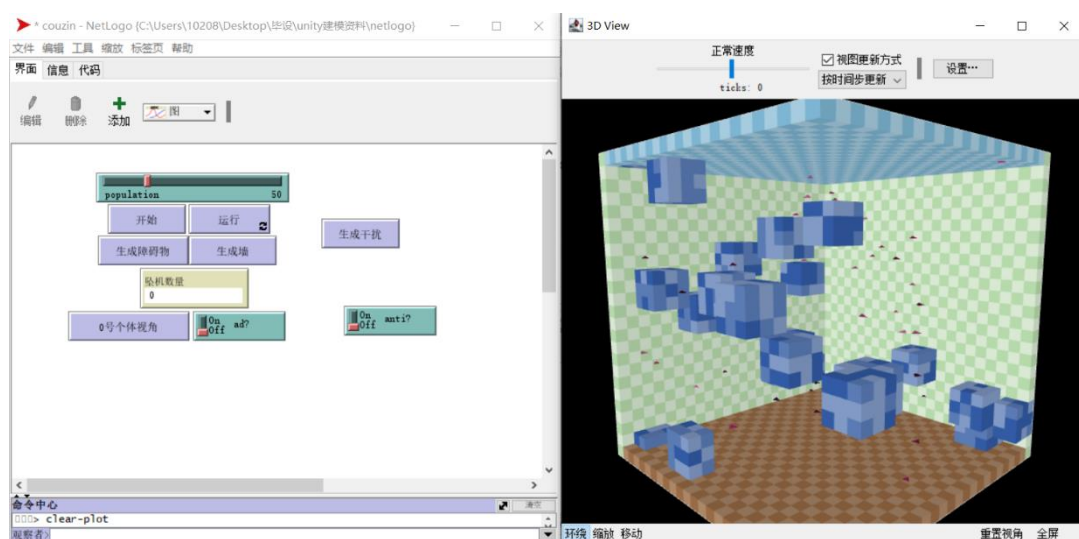 * couzin - NetLogo {C:\Users\10208\Desktop\毕设\unity建模资料\netlogo}
文件 编辑 工具 缩放 标签页 帮助
界面 信息 代码
编辑 删除 添加 图
population 50
开始 运行
生成障碍物 生成墙
生成干扰
坠机数量
0
0号个体视角
On
Off
ad?
On
Off
anti?
命令中心
清空
> clear-plot
观察者>
3D View
正常速度
ticks: 0
视图更新方式
按时间步更新
设置…
环绕 缩放 移动
重置视角 全屏